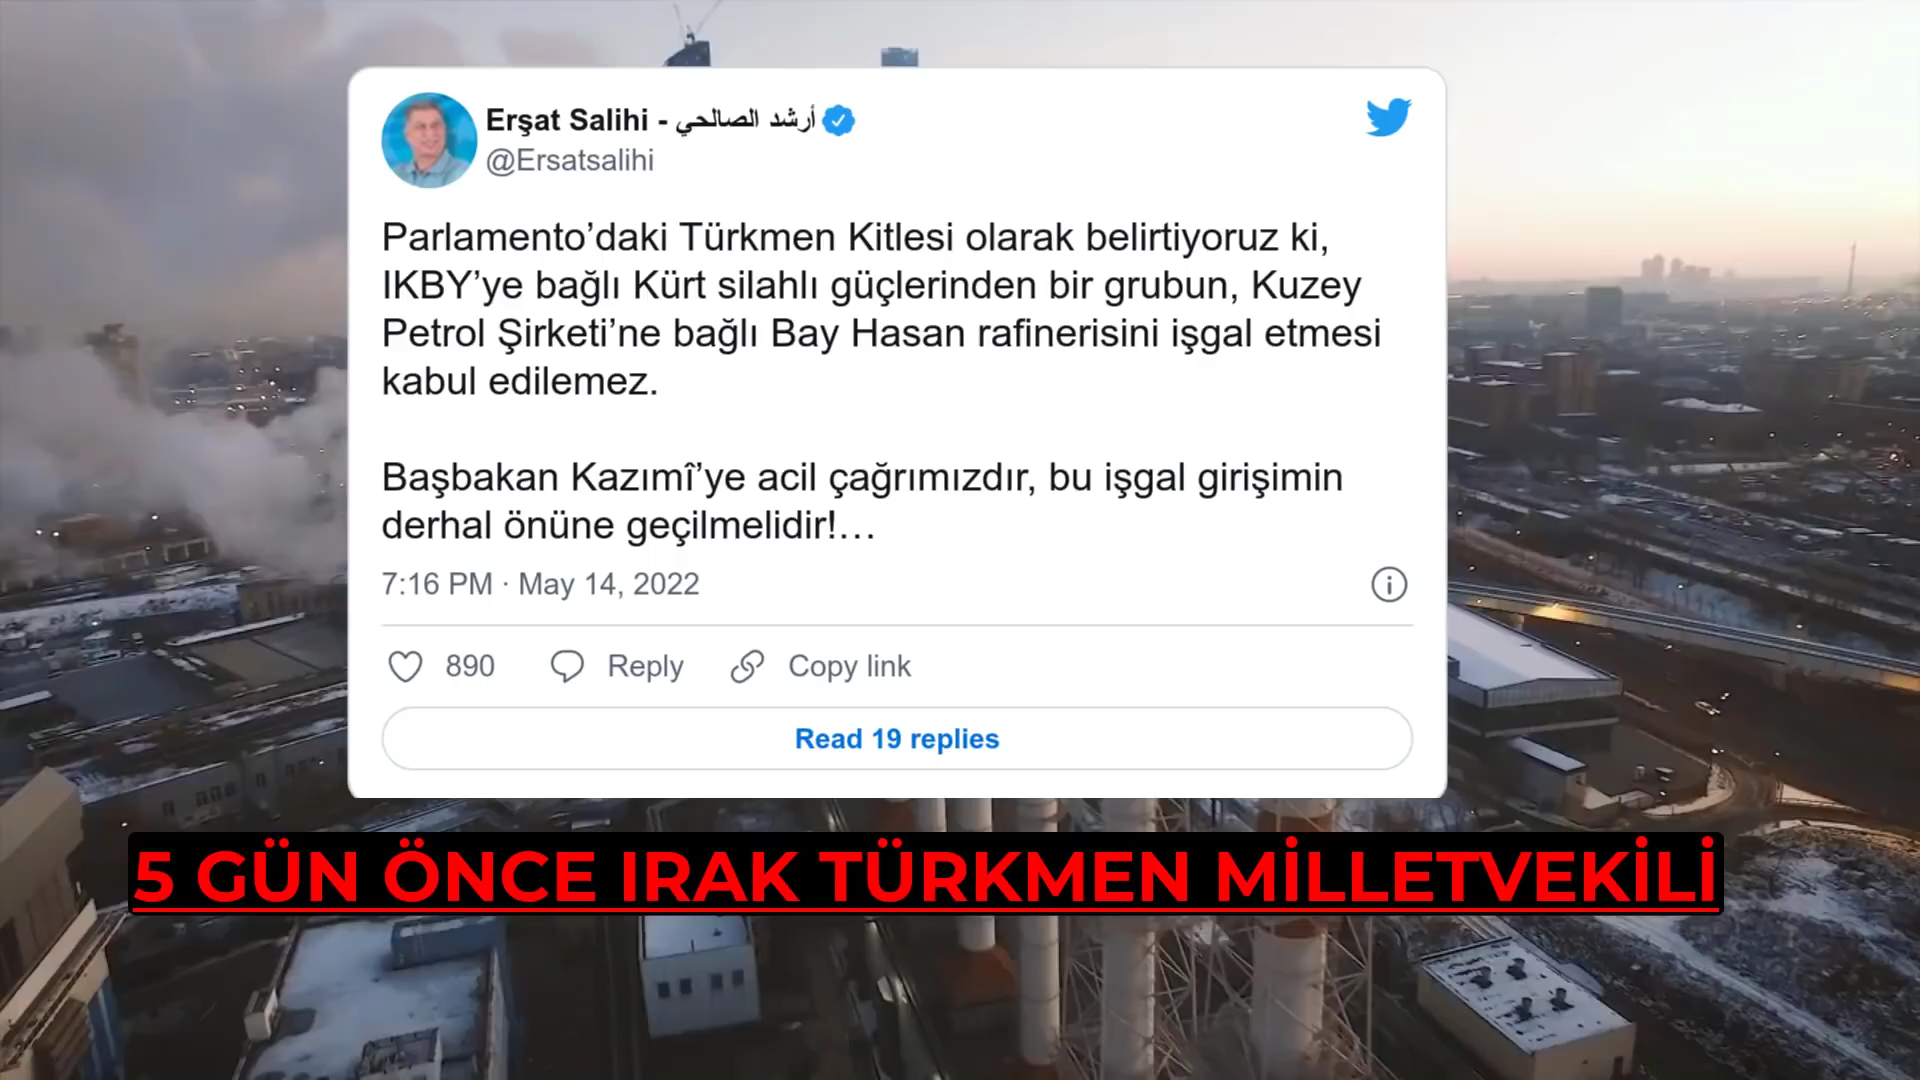 Erşat Salihi - أرشد الصالحي
@Ersatsalihi
Parlamento’daki Türkmen Kitlesi olarak belirtiyoruz ki,
IKBY’ye bağlı Kürt silahlı güçlerinden bir grubun, Kuzey
Petrol Şirketi’ne bağlı Bay Hasan rafinerisini işgal etmesi
kabul edilemez.
Başbakan Kazımî’ye acil çağrımızdır, bu işgal girişimin
derhal önüne geçilmelidir!…
7:16 PM · May 14, 2022
890 Reply Copy link
Read 19 replies
5 GÜN ÖNCE IRAK TÜRKMEN MİLLETVEKİLİ